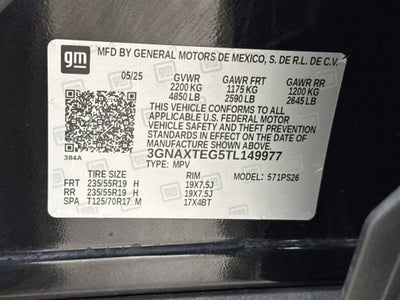 gm
MFD BY GENERAL MOTORS DE MEXICO, S. DE R.L. DE C.V.
05/25 GVWR GAWR FRT GAWR RR
2200 KG 1175 KG 1200 KG
4850 LB 2590 LB 2645 LB
THIS VEHICLE CONFORMS TO ALL
APPLICABLE U.S. FEDERAL MOTOR
VEHICLE SAFETY, BUMPER, AND THEFT
PREVENTION STANDARDS IN EFFECT ON
THE DATE OF MANUFACTURE SHOWN ABOVE.
384A
3GNAXTEG5TL149977
TYPE: MPV
TIRE SIZE RIM MODEL: 571PS26
FRT 235/55R19 H 19X7.5J
RR 235/55R19 H 19X7.5J
SPA T125/70R17 M 17X4BT